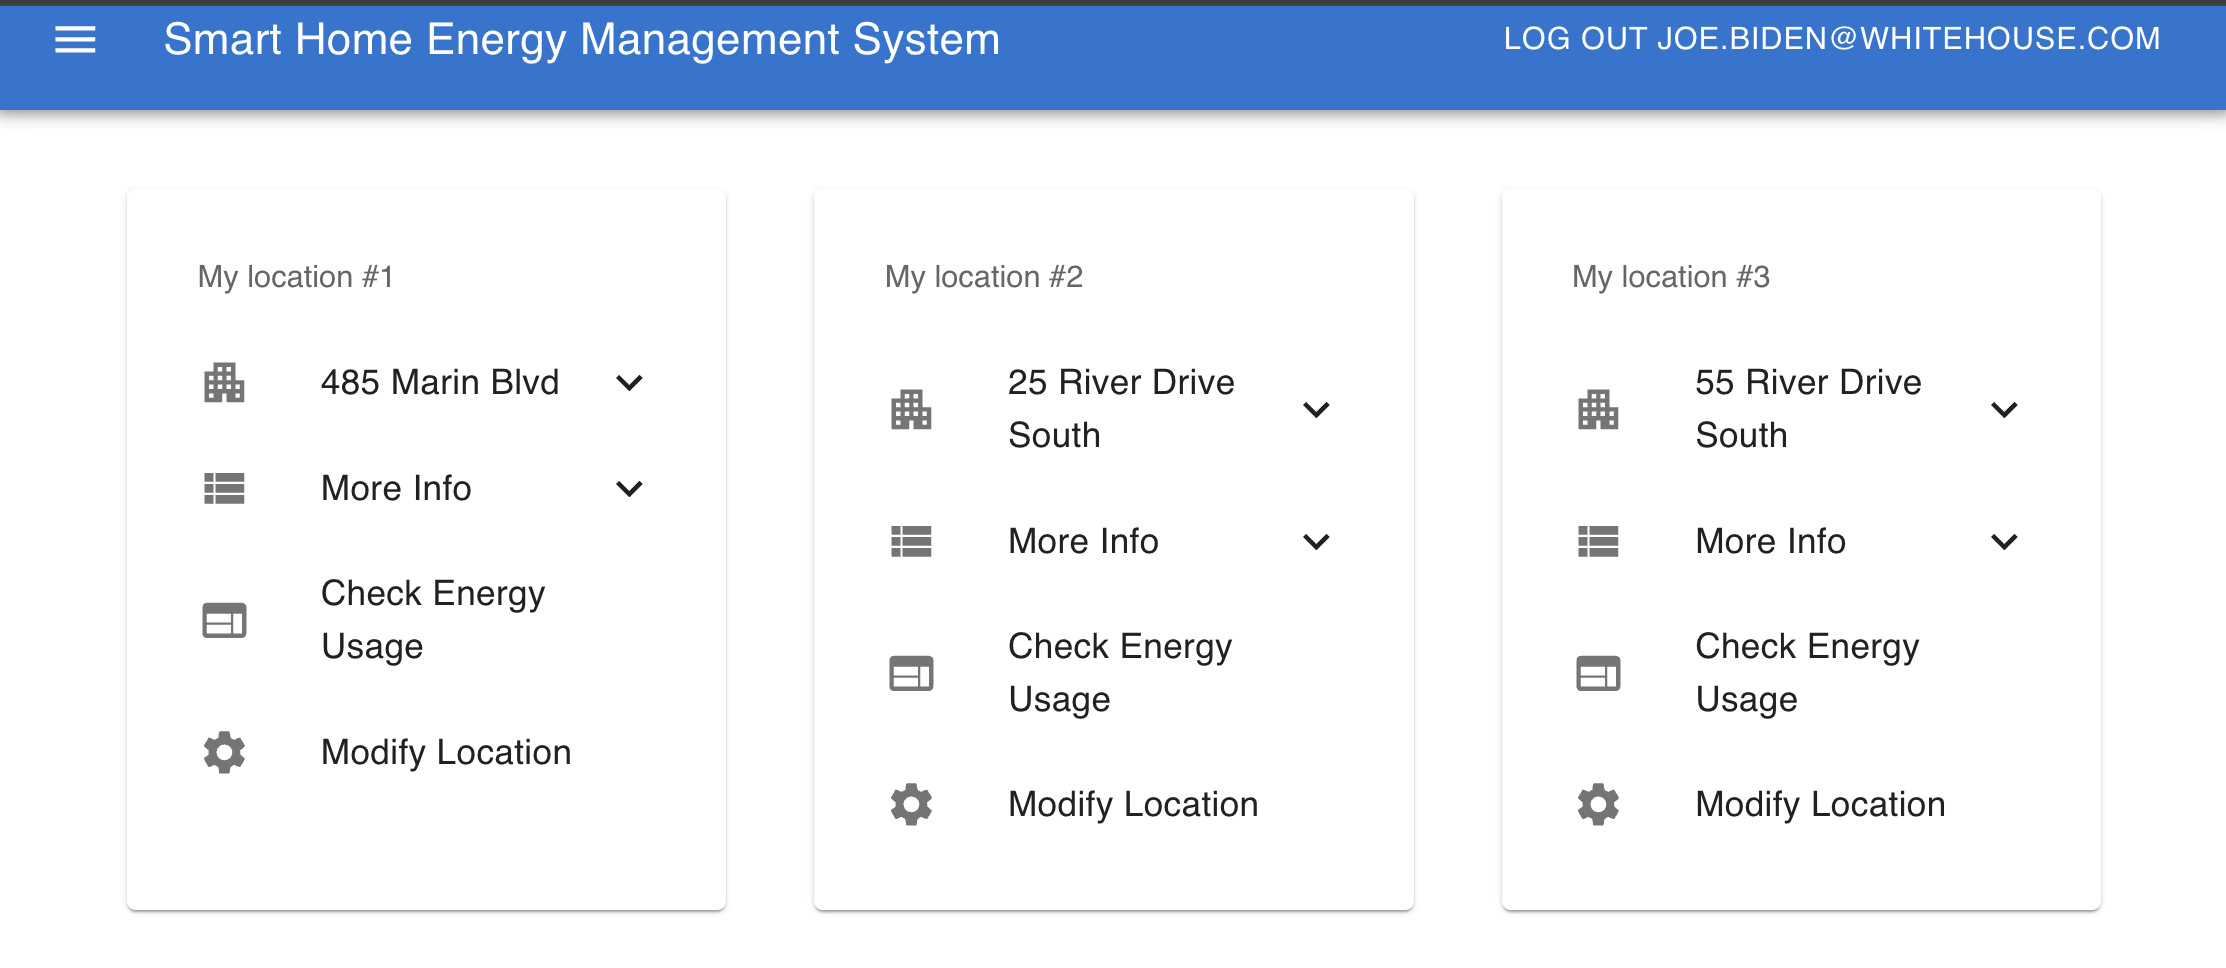 Smart Home Energy Management System
LOG OUT JOE.BIDEN@WHITEHOUSE.COM
My location #1
485 Marin Blvd
More Info
Check Energy
Usage
Modify Location
My location #2
25 River Drive
South
More Info
Check Energy
Usage
Modify Location
My location #3
55 River Drive
South
More Info
Check Energy
Usage
Modify Location